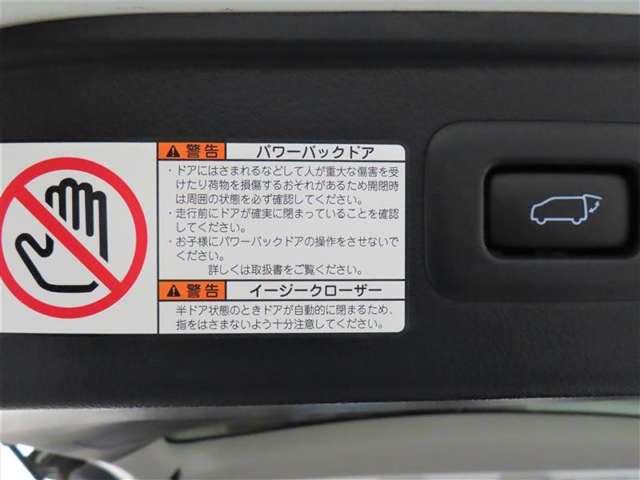 警告 パワーバックドア
・ドアにはさまれるなどして人が重大な傷害を受
けたり荷物を損傷するおそれがあるため開閉時
は周囲の状態を必ず確認してください。
・走行前にドアが確実に閉まっていることを確認
してください。
・お子様にパワーバックドアの操作をさせないで
ください。
詳しくは取扱書をご覧ください。
警告 イージークローザー
半ドア状態のときドアが自動的に閉まるため、
指をはさまないよう十分注意してください。